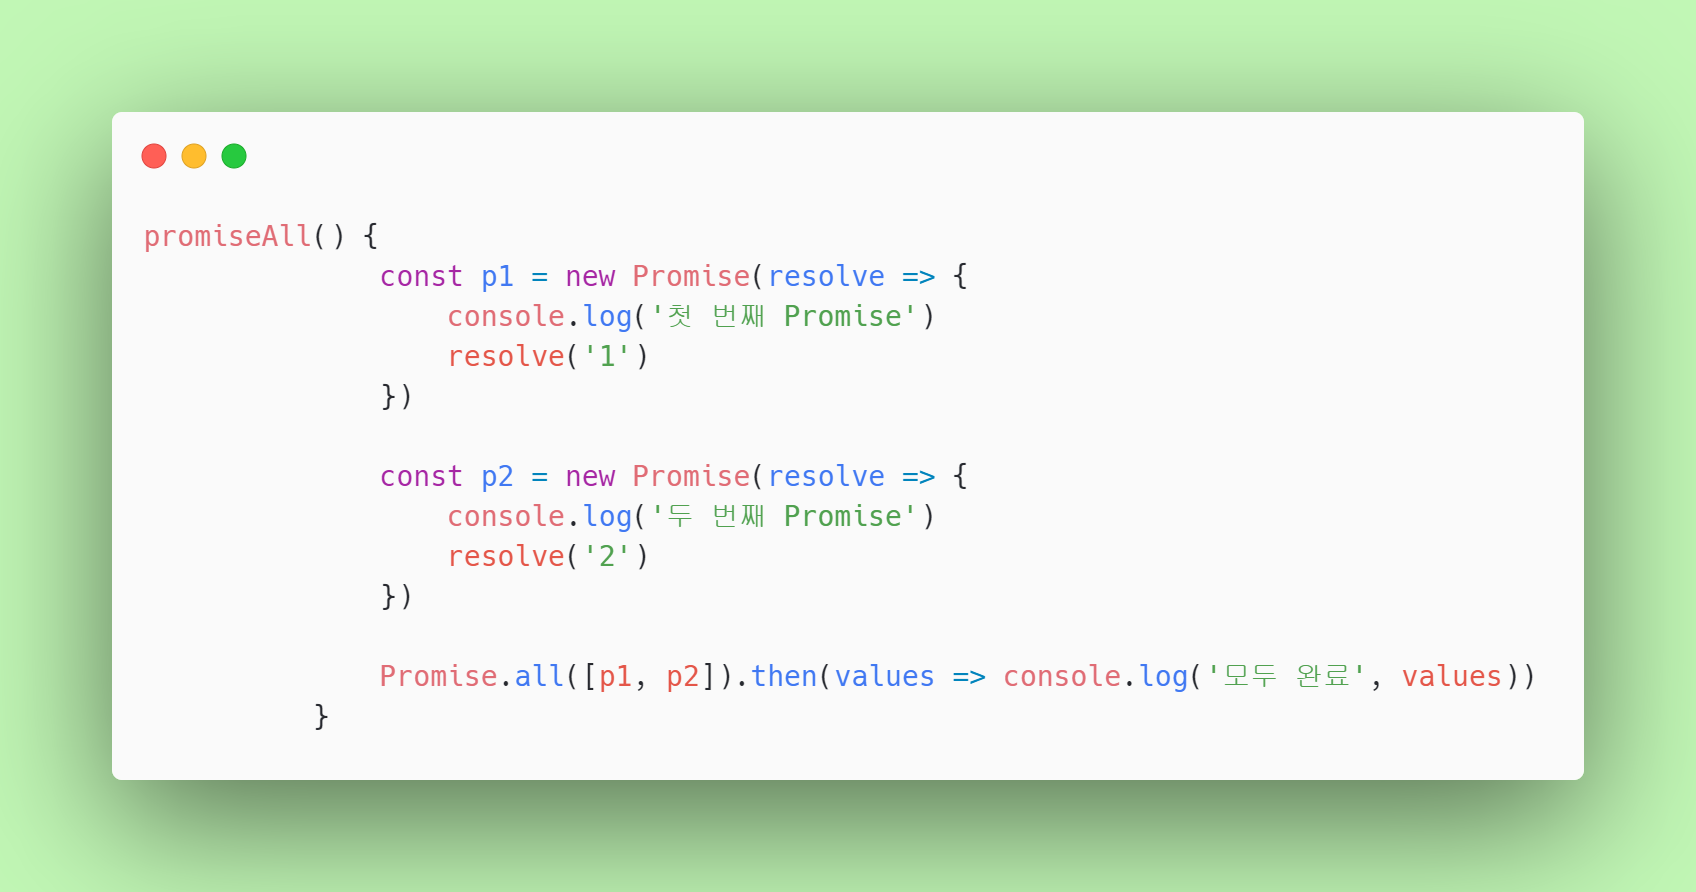 promiseAll() {
const p1 = new Promise(resolve => {
console.log('첫 번째 Promise')
resolve('1')
})
const p2 = new Promise(resolve => {
console.log('두 번째 Promise')
resolve('2')
})
Promise.all([p1, p2]).then(values => console.log('모두 완료', values))
}